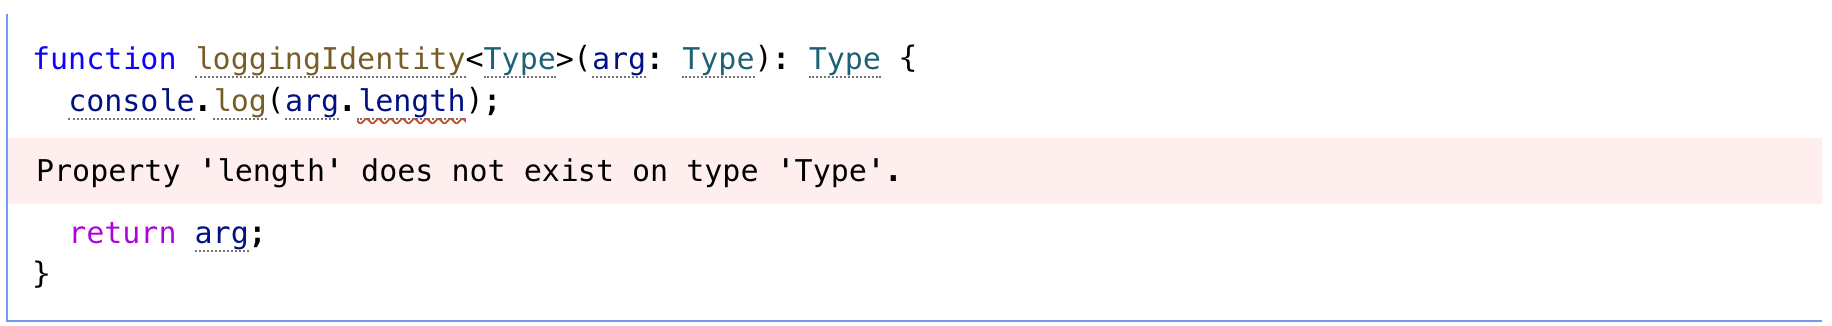 function loggingIdentity<Type>(arg: Type): Type {
  console.log(arg.length);
Property 'length' does not exist on type 'Type'.
  return arg;
}